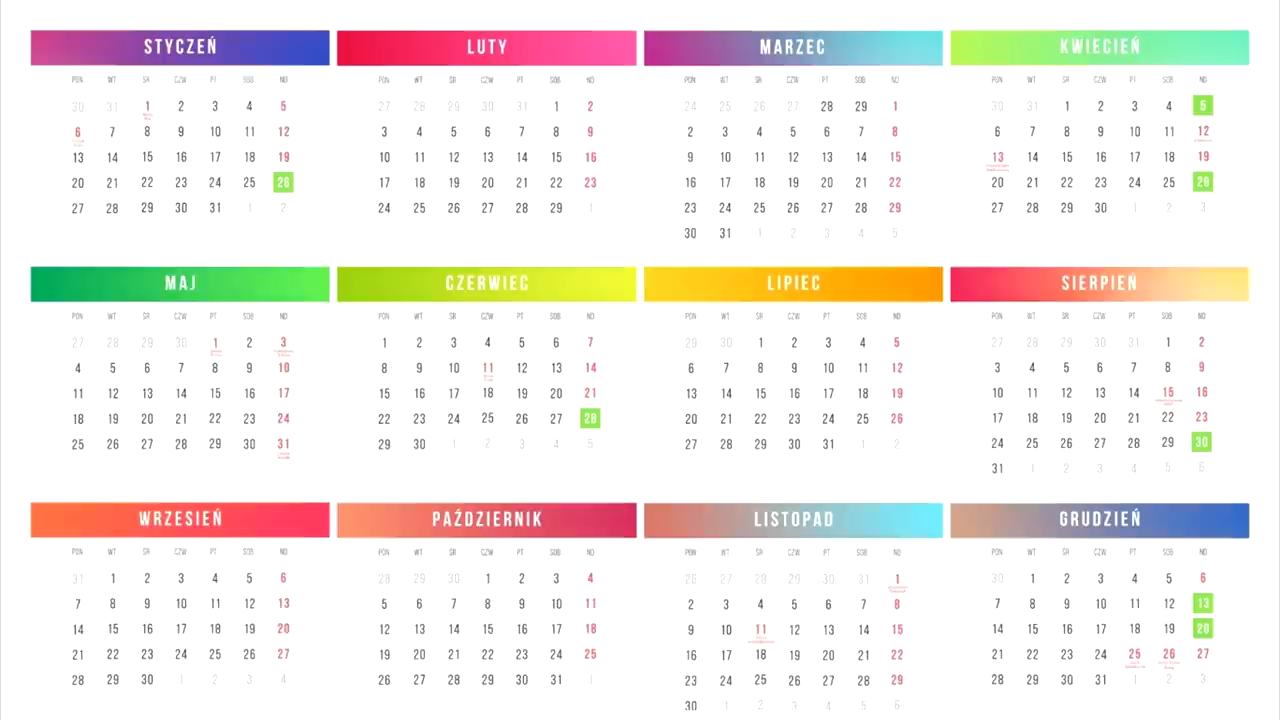 STYCZEŃ LUTY MARZEC KWIECIEŃ
PON WT ŚR CZW PT SOB ND PON WT ŚR CZW PT SOB ND PON WT ŚR CZW PT SOB ND PON WT ŚR CZW PT SOB ND
30 31 1 2 3 4 5 27 28 29 30 31 1 2 24 25 26 27 28 29 1 30 31 1 2 3 4 5
6 7 8 9 10 11 12 3 4 5 6 7 8 9 2 3 4 5 6 7 8 6 7 8 9 10 11 12
13 14 15 16 17 18 19 10 11 12 13 14 15 16 9 10 11 12 13 14 15 13 14 15 16 17 18 19
20 21 22 23 24 25 26 17 18 19 20 21 22 23 16 17 18 19 20 21 22 20 21 22 23 24 25
27 28 29 30 31 1 2 24 25 26 27 28 29 1 23 24 25 26 27 28 29 27 28 29 30 1 2 3
30 31 1 2 3 4 5
MAJ CZERWIEC LIPIEC SIERPIEŃ
PON WT ŚR CZW PT SOB ND PON WT ŚR CZW PT SOB ND PON WT ŚR CZW PT SOB ND PON WT ŚR CZW PT SOB ND
27 28 29 30 1 2 3 1 2 3 4 5 6 7 29 30 1 2 3 4 5 27 28 29 30 31 1 2
4 5 6 7 8 9 10 8 9 10 11 12 13 14 6 7 8 9 10 11 12 3 4 5 6 7 8 9
11 12 13 14 15 16 17 15 16 17 18 19 20 21 13 14 15 16 17 18 19 10 11 12 13 14 15 16
18 19 20 21 22 23 24 22 23 24 25 26 27 28 20 21 22 23 24 25 26 17 18 19 20 21 22 23
25 26 27 28 29 30 31 29 30 1 2 3 4 5 27 28 29 30 31 1 2 24 25 26 27 28 29 30
31 1 2 3 4 5 6
WRZESIEŃ PAŹDZIERNIK LISTOPAD GRUDZIEŃ
PON WT ŚR CZW PT SOB ND PON WT ŚR CZW PT SOB ND PON WT ŚR CZW PT SOB ND PON WT ŚR CZW PT SOB ND
31 1 2 3 4 5 6 28 29 30 1 2 3 4 26 27 28 29 30 31 1 30 1 2 3 4 5 6
7 8 9 10 11 12 13 5 6 7 8 9 10 11 2 3 4 5 6 7 8 7 8 9 10 11 12 13
14 15 16 17 18 19 20 12 13 14 15 16 17 18 9 10 11 12 13 14 15 14 15 16 17 18 19 20
21 22 23 24 25 26 27 19 20 21 22 23 24 25 16 17 18 19 20 21 22 21 22 23 24 25 26 27
28 29 30 1 2 3 4 26 27 28 29 30 31 1 23 24 25 26 27 28 29 28 29 30 31 1 2 3
30 1 2 3 4 5 6